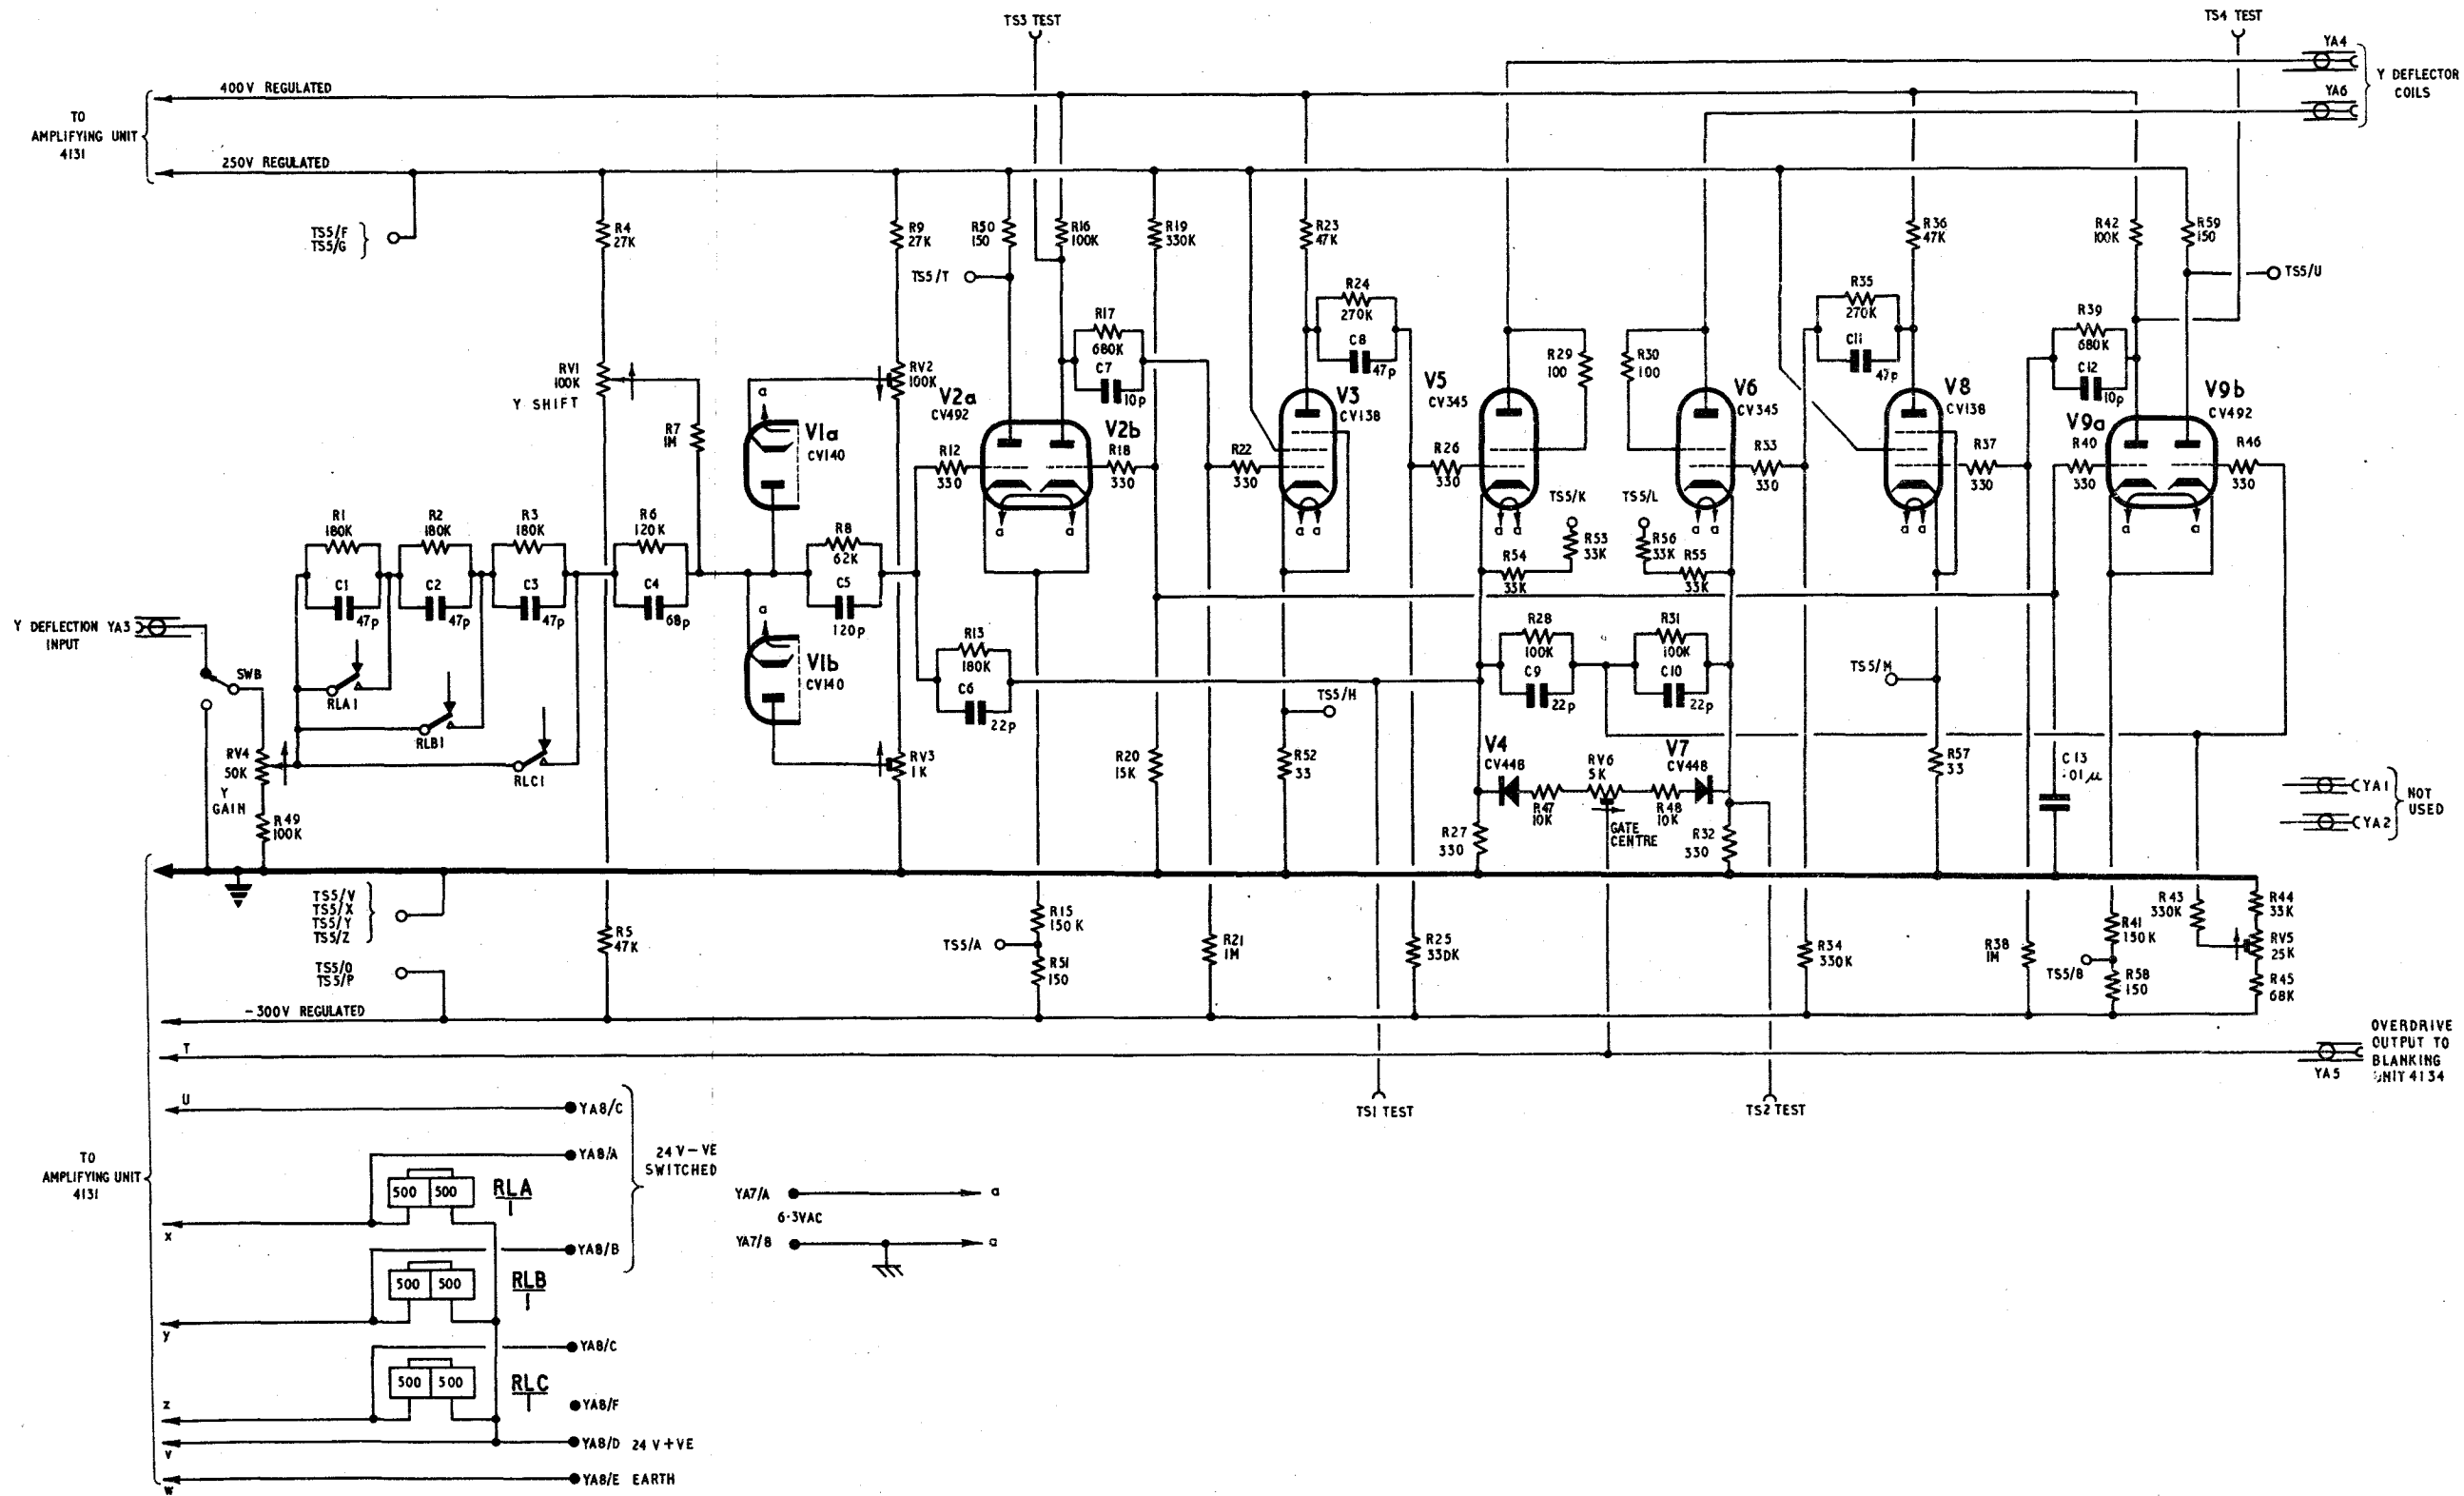 TS3 TEST
TS4 TEST
YA4
YA6
Y DEFLECTOR
COILS
400V REGULATED
TO
AMPLIFYING UNIT
4131
250V REGULATED
TS5/F
TS5/G
R4
27K
R9
27K
R50
150
R16
100K
R19
330K
R23
47K
R36
47K
R42
100K
R59
150
TS5/T
TS5/U
R24
270K
C8
47p
R35
270K
C11
47p
R17
680K
C7
10p
R39
680K
C12
10p
RV1
100K
Y SHIFT
RV2
100K
R29
100
R30
100
R7
1M
a
V1a
CV140
V2a
CV492
V2b
V3
CV138
V5
CV345
V6
CV345
V8
CV138
V9a
V9b
CV492
R12
330
R18
330
R22
330
R26
330
R33
330
R37
330
R40
330
R46
330
a
a
a a
a a
a a
a a
a
a
TS5/K
TS5/L
R53
33K
R56
33K
R54
33K
R55
33K
R1
180K
C1
47p
R2
180K
C2
47p
R3
180K
C3
47p
R6
120K
C4
68p
R8
62K
C5
120p
a
V1b
CV140
R13
180K
C6
22p
R28
100K
C9
22p
R31
100K
C10
22p
TS5/M
TS5/H
Y DEFLECTION YA3
INPUT
SWB
RLA1
RLB1
RLC1
RV4
50K
Y
GAIN
R49
100K
RV3
1K
R20
15K
R52
33
V4
CV448
RV6
5K
V7
CV448
R47
10K
R48
10K
GATE
CENTRE
R27
330
R32
330
R57
33
C13
·01µ
YA1
YA2
NOT
USED
TS5/V
TS5/X
TS5/Y
TS5/Z
TS5/O
TS5/P
R5
47K
R15
150K
TS5/A
R51
150
R21
1M
R25
330K
R34
330K
R38
1M
R41
150K
TS5/B
R58
150
R43
330K
R44
33K
RV5
25K
R45
68K
-300V REGULATED
T
OVERDRIVE
OUTPUT TO
BLANKING
UNIT 4134
YA5
TS1 TEST
TS2 TEST
U
YA8/C
YA8/A
24V-VE
SWITCHED
TO
AMPLIFYING UNIT
4131
500 500
RLA
1
x
YA8/B
500 500
RLB
1
y
YA8/C
500 500
RLC
1
YA8/F
z
YA8/D 24V+VE
v
YA8/E EARTH
w
YA7/A
a
6·3VAC
YA7/B
a